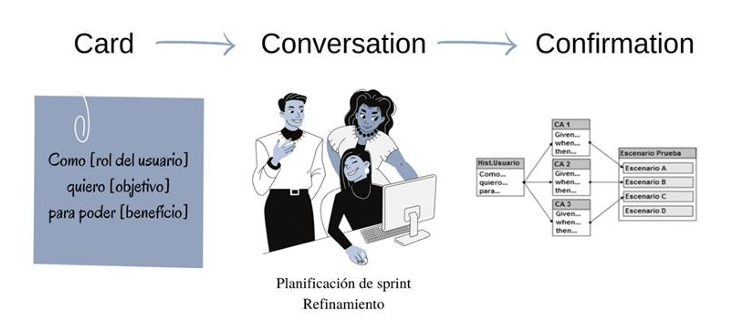 Card
Conversation
Confirmation
Como [rol del usuario]
quiero [objetivo]
para poder [beneficio]
Planificación de sprint
Refinamiento
Hist.Usuario
Como...
quiero...
para...
CA 1
Given...
when...
then...
CA 2
Given...
when...
then...
CA 3
Given...
when...
then...
Escenario Prueba
Escenario A
Escenario B
Escenario C
Escenario D